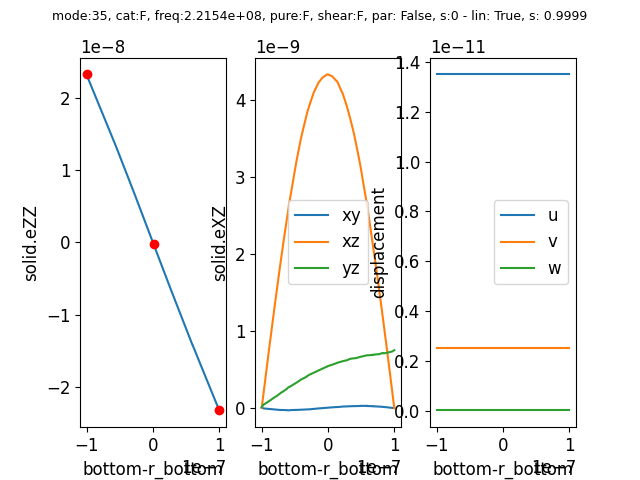 mode:35, cat:F, freq:2.2154e+08, pure:F, shear:F, par: False, s:0 - lin: True, s: 0.9999
1e−8
2
1
0
−1
−2
solid.eZZ
−1
0
1
bottom-r_bottom
1e−7
1e−9
4
3
2
1
0
solid.eXZ
xy
xz
yz
−1
0
1
bottom-r_bottom
1e−7
1e−11
1.4
1.2
1.0
0.8
0.6
0.4
0.2
0.0
displacement
u
v
w
−1
0
1
bottom-r_bottom
1e−7